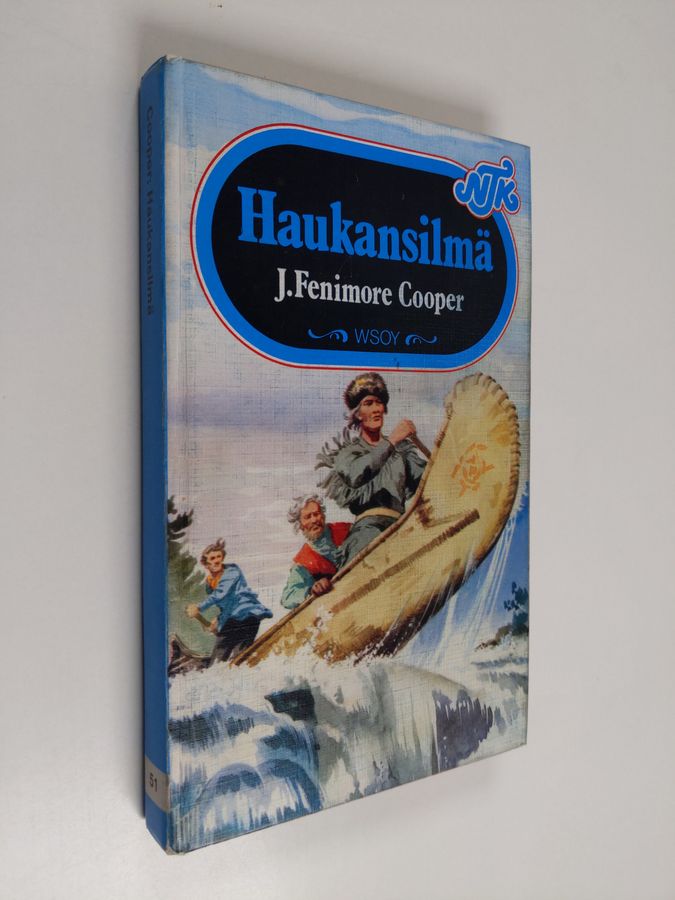 NTK
Haukansilmä
J.Fenimore Cooper
WSOY
Cooper: Haukansilmä
51